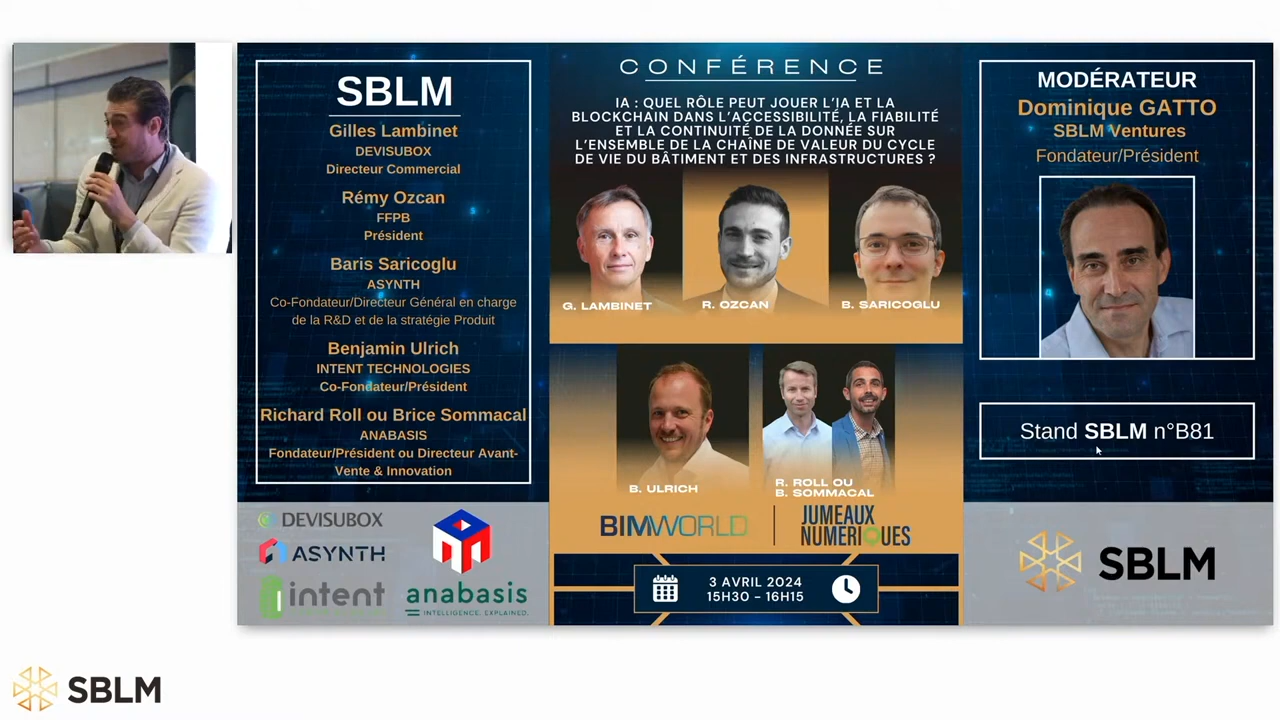 SBLM
Gilles Lambinet
DEVISUBOX
Directeur Commercial
Rémy Ozcan
FFPB
Président
Baris Saricoglu
ASYNTH
Co-Fondateur/Directeur Général en charge
de la R&D et de la stratégie Produit
Benjamin Ulrich
INTENT TECHNOLOGIES
Co-Fondateur/Président
Richard Roll ou Brice Sommacal
ANABASIS
Fondateur/Président ou Directeur Avant-
Vente & Innovation
DEVISUBOX
ASYNTH
intent
anabasis
INTELLIGENCE. EXPLAINED.
CONFÉRENCE
IA : QUEL RÔLE PEUT JOUER L'IA ET LA
BLOCKCHAIN DANS L'ACCESSIBILITÉ, LA FIABILITÉ
ET LA CONTINUITÉ DE LA DONNÉE SUR
L'ENSEMBLE DE LA CHAÎNE DE VALEUR DU CYCLE
DE VIE DU BÂTIMENT ET DES INFRASTRUCTURES ?
G. LAMBINET
R. OZCAN
B. SARICOGLU
B. ULRICH
R. ROLL OU
B. SOMMACAL
BIMWORLD
JUMEAUX
NUMÉRIQUES
3 AVRIL 2024
15H30 - 16H15
MODÉRATEUR
Dominique GATTO
SBLM Ventures
Fondateur/Président
Stand SBLM n°B81
SBLM
SBLM